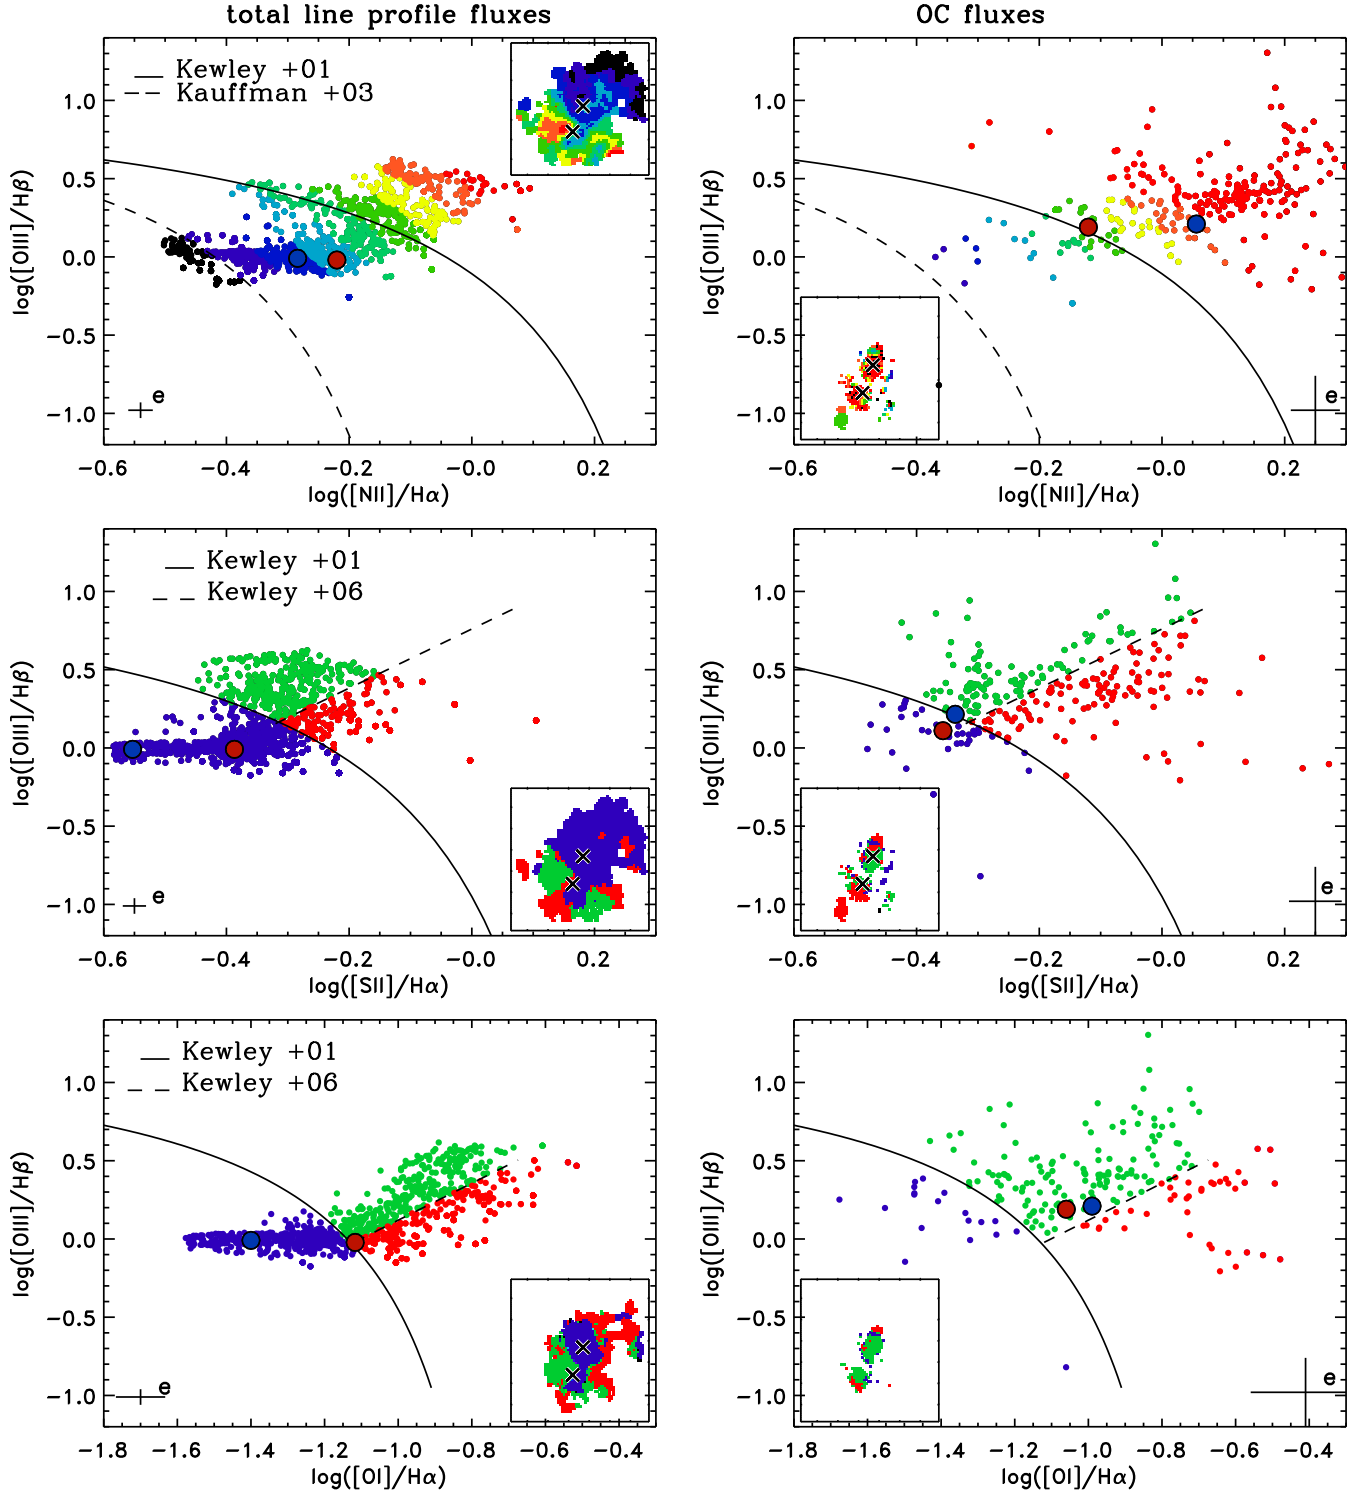 total line profile fluxes
OC fluxes
Kewley +01
Kauffman +03
log([OIII]/Hβ)
1.0
0.5
0.0
−0.5
−1.0
e
−0.6 −0.4 −0.2 −0.0 0.2
log([NII]/Hα)
log([OIII]/Hβ)
1.0
0.5
0.0
−0.5
−1.0
e
−0.6 −0.4 −0.2 −0.0 0.2
log([NII]/Hα)
Kewley +01
Kewley +06
log([OIII]/Hβ)
1.0
0.5
0.0
−0.5
−1.0
e
−0.6 −0.4 −0.2 −0.0 0.2
log([SII]/Hα)
log([OIII]/Hβ)
1.0
0.5
0.0
−0.5
−1.0
e
−0.6 −0.4 −0.2 −0.0 0.2
log([SII]/Hα)
Kewley +01
Kewley +06
log([OIII]/Hβ)
1.0
0.5
0.0
−0.5
−1.0
e
−1.8 −1.6 −1.4 −1.2 −1.0 −0.8 −0.6 −0.4
log([OI]/Hα)
log([OIII]/Hβ)
1.0
0.5
0.0
−0.5
−1.0
e
−1.8 −1.6 −1.4 −1.2 −1.0 −0.8 −0.6 −0.4
log([OI]/Hα)